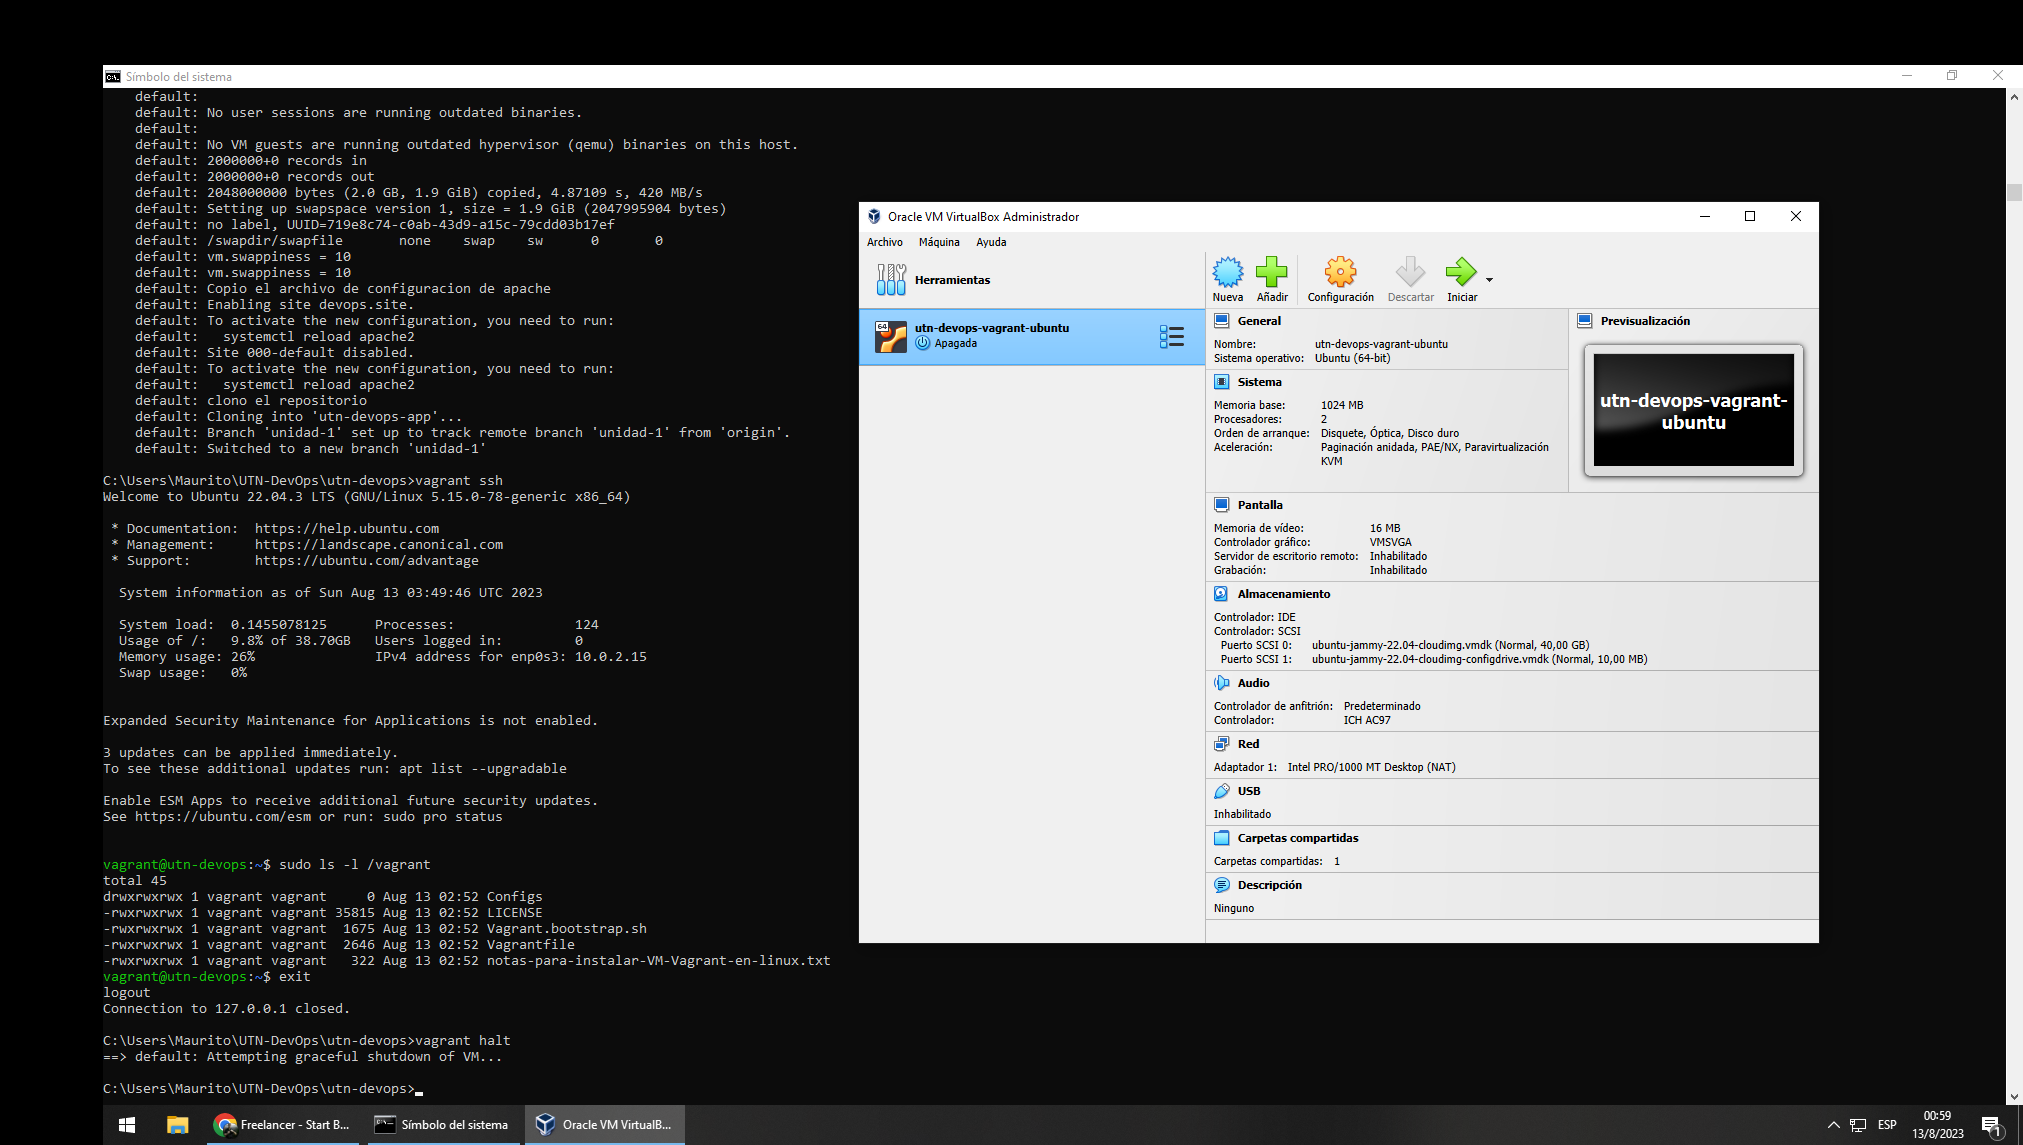 Símbolo del sistema
default:
default: No user sessions are running outdated binaries.
default:
default: No VM guests are running outdated hypervisor (qemu) binaries on this host.
default: 2000000+0 records in
default: 2000000+0 records out
default: 2048000000 bytes (2.0 GB, 1.9 GiB) copied, 4.87109 s, 420 MB/s
default: Setting up swapspace version 1, size = 1.9 GiB (2047995904 bytes)
default: no label, UUID=719e8c74-c0ab-43d9-a15c-79cdd03b17ef
default: /swapdir/swapfile none swap sw 0 0
default: vm.swappiness = 10
default: vm.swappiness = 10
default: Copio el archivo de configuracion de apache
default: Enabling site devops.site.
default: To activate the new configuration, you need to run:
default: systemctl reload apache2
default: Site 000-default disabled.
default: To activate the new configuration, you need to run:
default: systemctl reload apache2
default: clono el repositorio
default: Cloning into 'utn-devops-app'...
default: Branch 'unidad-1' set up to track remote branch 'unidad-1' from 'origin'.
default: Switched to a new branch 'unidad-1'
C:\Users\Maurito\UTN-DevOps\utn-devops>vagrant ssh
Welcome to Ubuntu 22.04.3 LTS (GNU/Linux 5.15.0-78-generic x86_64)
* Documentation: https://help.ubuntu.com
* Management: https://landscape.canonical.com
* Support: https://ubuntu.com/advantage
System information as of Sun Aug 13 03:49:46 UTC 2023
System load: 0.1455078125 Processes: 124
Usage of /: 9.8% of 38.70GB Users logged in: 0
Memory usage: 26% IPv4 address for enp0s3: 10.0.2.15
Swap usage: 0%
Expanded Security Maintenance for Applications is not enabled.
3 updates can be applied immediately.
To see these additional updates run: apt list --upgradable
Enable ESM Apps to receive additional future security updates.
See https://ubuntu.com/esm or run: sudo pro status
vagrant@utn-devops:~$ sudo ls -l /vagrant
total 45
drwxrwxrwx 1 vagrant vagrant 0 Aug 13 02:52 Configs
-rwxrwxrwx 1 vagrant vagrant 35815 Aug 13 02:52 LICENSE
-rwxrwxrwx 1 vagrant vagrant 1675 Aug 13 02:52 Vagrant.bootstrap.sh
-rwxrwxrwx 1 vagrant vagrant 2646 Aug 13 02:52 Vagrantfile
-rwxrwxrwx 1 vagrant vagrant 322 Aug 13 02:52 notas-para-instalar-VM-Vagrant-en-linux.txt
vagrant@utn-devops:~$ exit
logout
Connection to 127.0.0.1 closed.
C:\Users\Maurito\UTN-DevOps\utn-devops>vagrant halt
==> default: Attempting graceful shutdown of VM...
C:\Users\Maurito\UTN-DevOps\utn-devops>
Oracle VM VirtualBox Administrador
Archivo Máquina Ayuda
Herramientas
Nueva Añadir Configuración Descartar Iniciar
64 utn-devops-vagrant-ubuntu
Apagada
General
Nombre: utn-devops-vagrant-ubuntu
Sistema operativo: Ubuntu (64-bit)
Sistema
Memoria base: 1024 MB
Procesadores: 2
Orden de arranque: Disquete, Óptica, Disco duro
Aceleración: Paginación anidada, PAE/NX, Paravirtualización
KVM
Previsualización
utn-devops-vagrant-
ubuntu
Pantalla
Memoria de vídeo: 16 MB
Controlador gráfico: VMSVGA
Servidor de escritorio remoto: Inhabilitado
Grabación: Inhabilitado
Almacenamiento
Controlador: IDE
Controlador: SCSI
Puerto SCSI 0: ubuntu-jammy-22.04-cloudimg.vmdk (Normal, 40,00 GB)
Puerto SCSI 1: ubuntu-jammy-22.04-cloudimg-configdrive.vmdk (Normal, 10,00 MB)
Audio
Controlador de anfitrión: Predeterminado
Controlador: ICH AC97
Red
Adaptador 1: Intel PRO/1000 MT Desktop (NAT)
USB
Inhabilitado
Carpetas compartidas
Carpetas compartidas: 1
Descripción
Ninguno
Freelancer - Start B... Símbolo del sistema Oracle VM VirtualB...
ESP
00:59
13/8/2023
1